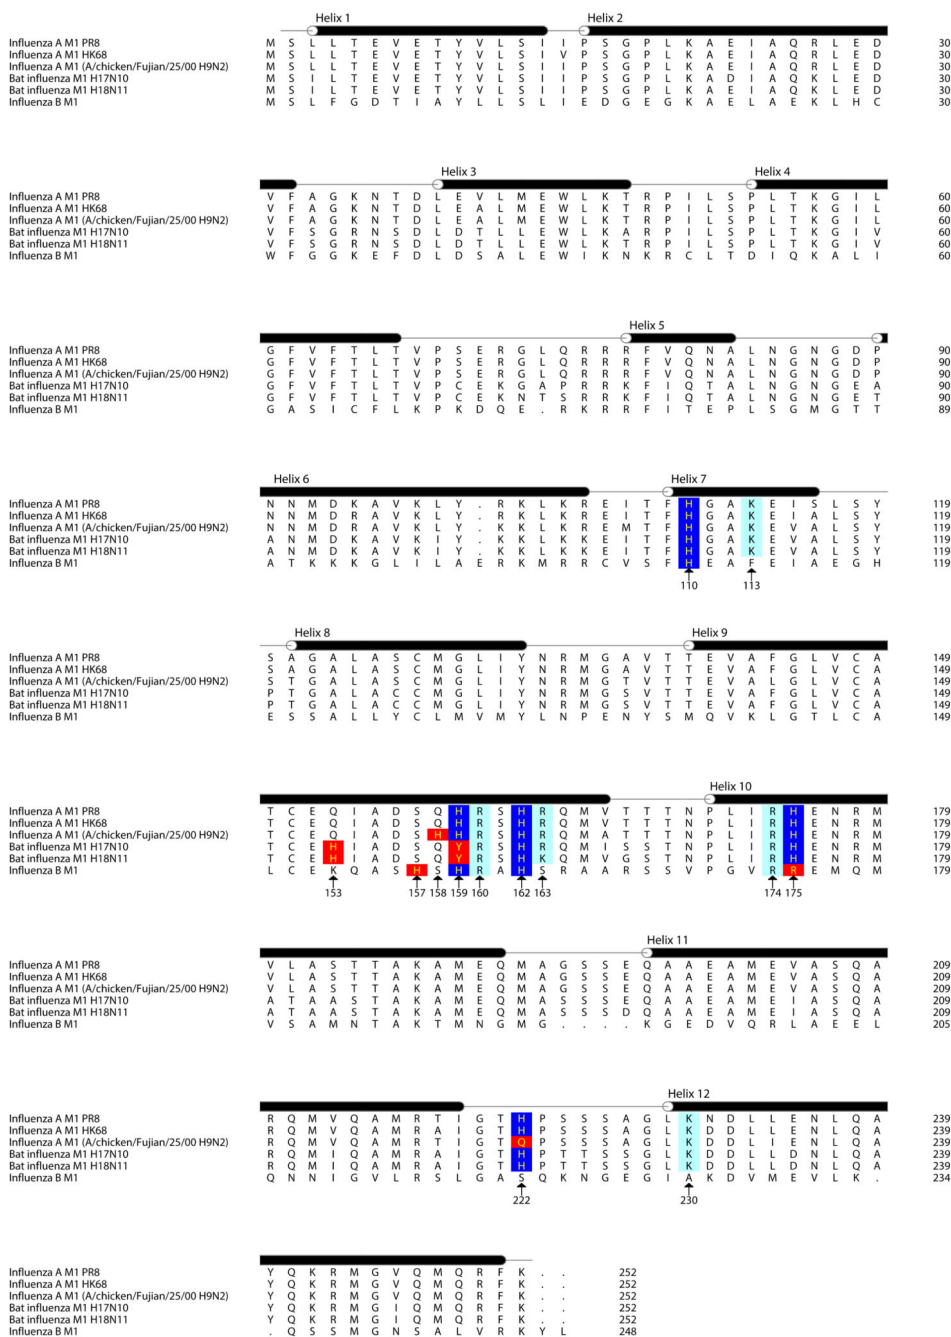 Helix 1 Helix 2
Influenza A M1 PR8 M S L L T E V E T Y V L S I I P S G P L K A E I A Q R L E D 30
Influenza A M1 HK68 M S L L T E V E T Y V L S I V P S G P L K A E I A Q R L E D 30
Influenza A M1 (A/chicken/Fujian/25/00 H9N2) M S L L T E V E T Y V R S I I P S G P L K A E I A Q R L E D 30
Bat influenza M1 H17N10 M S I L T E V E T Y V L S I I P S G P L K A D I A Q K L E D 30
Bat influenza M1 H18N11 M S I L T E V E T Y V L S I I P S G P L K A E I A Q K L E D 30
Influenza B M1 M S L F G D T I A Y L L S L I E D G E G K A E L A E K L H C 30
Helix 3 Helix 4
Influenza A M1 PR8 V F A G K N T D L E V L M E W L K T R P I L S P L T K G I L 60
Influenza A M1 HK68 V F A G K N T D L E A L M E W L K T R P I L S P L T K G I L 60
Influenza A M1 (A/chicken/Fujian/25/00 H9N2) V F A G K N T D L E A L M E W L K T R P I L S P L T K G I L 60
Bat influenza M1 H17N10 V F S G R N S D L D T L L E W L K A R P I L S P L T K G I V 60
Bat influenza M1 H18N11 V F S G R N S D L D T L L E W L K T R P I L S P L T K G I V 60
Influenza B M1 W F G G K E F D L D S A L E W I K N K R C L T D I Q K A L I 60
Helix 5
Influenza A M1 PR8 G F V F T L T V P S E R G L Q R R R F V Q N A L N G N G D P 90
Influenza A M1 HK68 G F V F T L T V P S E R G L Q R R R F V Q N A L N G N G D P 90
Influenza A M1 (A/chicken/Fujian/25/00 H9N2) G F V F T L T V P S E R G L Q R R R F V Q N A L N G N G D P 90
Bat influenza M1 H17N10 G F V F T L T V P C E K G A P R R K F I Q T A L N G N G E A 90
Bat influenza M1 H18N11 G F V F T L T V P C E K N T S R R K F I Q T A L N G N G E T 90
Influenza B M1 G A S I C F L K P K D Q E . R K R R F I T E P L S G M G T T 89
Helix 6 Helix 7
Influenza A M1 PR8 N N M D K A V K L Y . R K L K R E I T F H G A K E I S L S Y 119
Influenza A M1 HK68 N N M D R A V K L Y . R K L K R E I T F H G A K E I A L S Y 119
Influenza A M1 (A/chicken/Fujian/25/00 H9N2) N N M D R A V K L Y . K K L K R E M T F H G A K E V A L S Y 119
Bat influenza M1 H17N10 A N M D K A V K I Y . K K L K K E I T F H G A K E V A L S Y 119
Bat influenza M1 H18N11 A N M D K A V K I Y . K K L K K E I T F H G A K E V A L S Y 119
Influenza B M1 A T K K K G L I L A E R K M R R C V S F H E A F E I A E G H 119
110 113
Helix 8 Helix 9
Influenza A M1 PR8 S A G A L A S C M G L I Y N R M G A V T T E V A F G L V C A 149
Influenza A M1 HK68 S A G A L A S C M G L I Y N R M G A V T T E V A F G L V C A 149
Influenza A M1 (A/chicken/Fujian/25/00 H9N2) S T G A L A S C M G L I Y N R M G T V T T E V A L G L V C A 149
Bat influenza M1 H17N10 P T G A L A C C M G L I Y N R M G S V T T E V A F G L V C A 149
Bat influenza M1 H18N11 P T G A L A C C M G L I Y N R M G S V T T E V A F G L V C A 149
Influenza B M1 E S S A L L Y C L M V M Y L N P E N Y S M Q V K L G T L C A 149
Helix 10
Influenza A M1 PR8 T C E Q I A D S Q H R S H R Q M V T T T N P L I R H E N R M 179
Influenza A M1 HK68 G C E Q I A D S Q H R S H R Q M V T T T N P L I R H E N R M 179
Influenza A M1 (A/chicken/Fujian/25/00 H9N2) T C E Q I A D S H H R S H R Q M A T T T N P L I R H E N R M 179
Bat influenza M1 H17N10 T C E H I A D S Q Y R A H R Q M I S S T N P L I R H E N R M 179
Bat influenza M1 H18N11 T C E H I A D S Q Y R S H K Q M V G S T N P L I R H E N R M 179
Influenza B M1 L C E K Q A S H S H R A H S R A A R S S V P G V R R E M Q M 179
153 157 158 159 160 162 163 174 175
Helix 11
Influenza A M1 PR8 V L A S T T A K A M E Q M A G S S E Q A A E A M E V A S Q A 209
Influenza A M1 HK68 V L A S T T A K A M E Q M A G S S E Q A A E A M E V A S Q A 209
Influenza A M1 (A/chicken/Fujian/25/00 H9N2) V L A S T T A K A M E Q M A G S S E Q A A E A M E V A S Q A 209
Bat influenza M1 H17N10 A T A A S T A K A M E Q M A S S S E Q A A E A M E I A S Q A 209
Bat influenza M1 H18N11 A T A A S T A K A M E Q M A S S S D Q A A E A M E I A S Q A 209
Influenza B M1 V S A M N T A K T M N G M G . . . . K G E D V Q R L A E E L 205
Helix 12
Influenza A M1 PR8 R Q M V Q A M R T I G T H P S S S A G L K N D L L E N L Q A 239
Influenza A M1 HK68 R Q M V Q A M R A I G T H P S S S A G L K D D L L E N L Q A 239
Influenza A M1 (A/chicken/Fujian/25/00 H9N2) R Q M V Q A M R T I G T Q P S S S A G L K D D L I E N L Q A 239
Bat influenza M1 H17N10 R Q M I Q A M R A I G T H P T T S S G L K D D L L D N L Q A 239
Bat influenza M1 H18N11 R Q M I Q A M R A I G T H P T T S S G L K D D L L D N L Q A 239
Influenza B M1 Q N N I G V L R S L G A S Q K N G E G I A K D V M E V L K . 234
222 230
Influenza A M1 PR8 Y Q K R M G V Q M Q R F K . . 252
Influenza A M1 HK68 Y Q K R M G V Q M Q R F K . . 252
Influenza A M1 (A/chicken/Fujian/25/00 H9N2) Y Q K R M G V Q M Q R F K . . 252
Bat influenza M1 H17N10 Y Q K R M G I Q M Q R F K . . 252
Bat influenza M1 H18N11 Y Q K R M G I Q M Q R F K . . 252
Influenza B M1 . Q S S M G N S A L V R K Y L 248